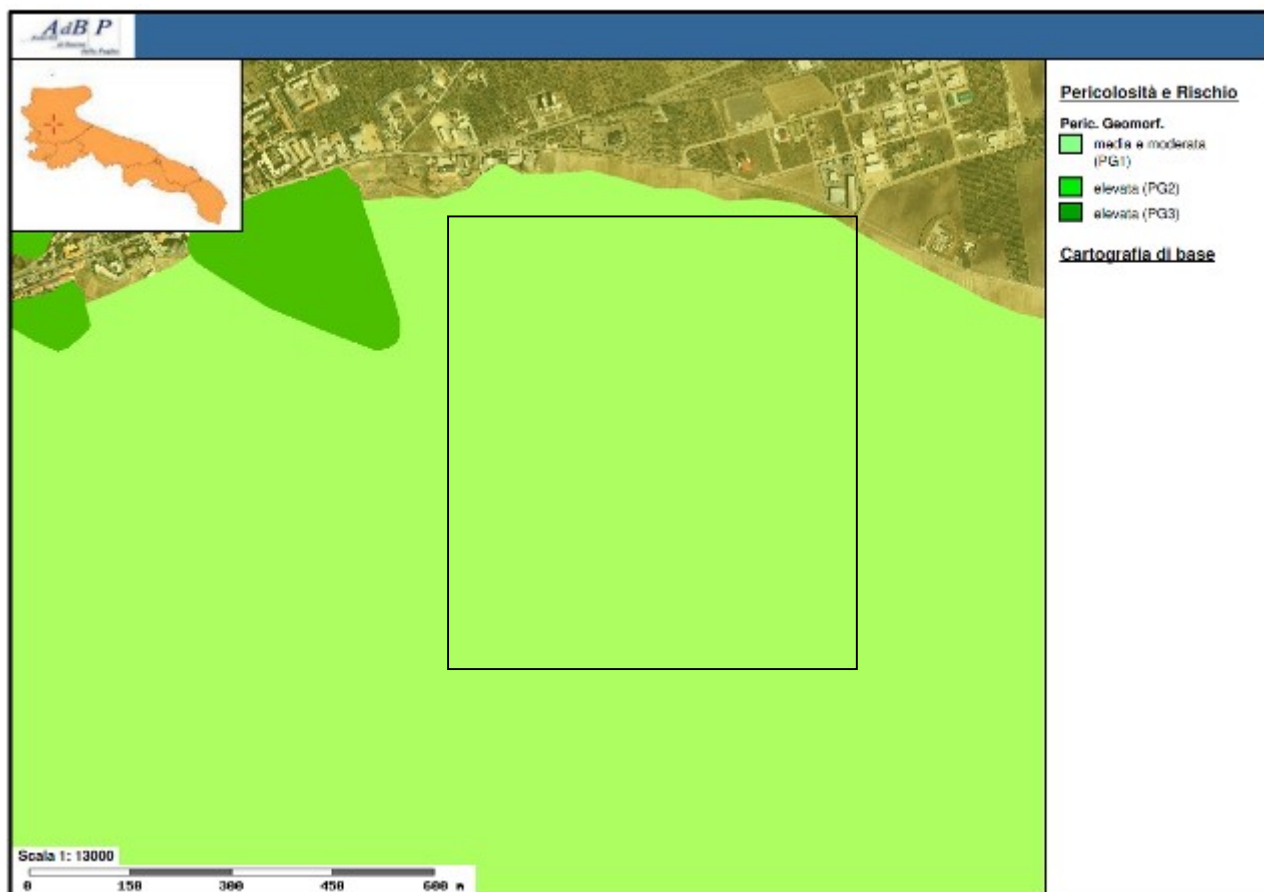 AdB P
Pericolosità e Rischio
Peric. Geomorf.
media e moderata
(PG1)
elevata (PG2)
elevata (PG3)
Cartografia di base
Scala 1: 13000
0 150 300 450 600 m